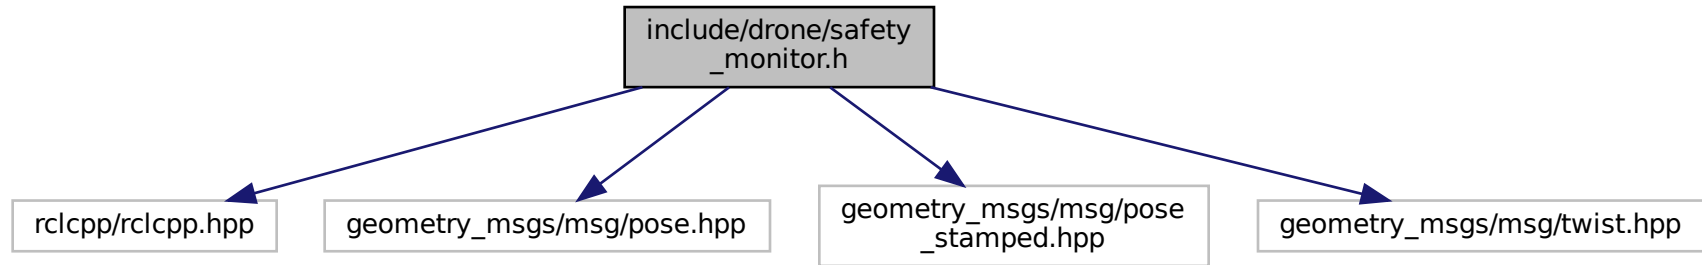 include/drone/safety
_monitor.h
rclcpp/rclcpp.hpp
geometry_msgs/msg/pose.hpp
geometry_msgs/msg/pose
_stamped.hpp
geometry_msgs/msg/twist.hpp